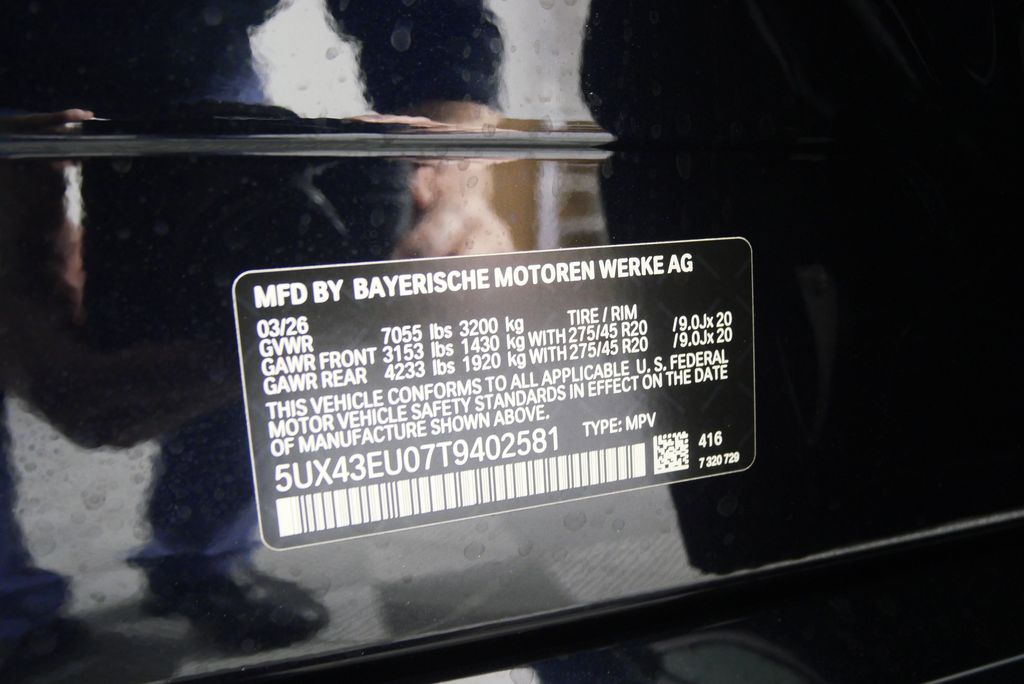 MFD BY BAYERISCHE MOTOREN WERKE AG
03/26 TIRE / RIM
GVWR 7055 lbs 3200 kg
GAWR FRONT 3153 lbs 1430 kg WITH 275/45 R20 /9.0Jx 20
GAWR REAR 4233 lbs 1920 kg WITH 275/45 R20 /9.0Jx 20
THIS VEHICLE CONFORMS TO ALL APPLICABLE U.S. FEDERAL
MOTOR VEHICLE SAFETY STANDARDS IN EFFECT ON THE DATE
OF MANUFACTURE SHOWN ABOVE.
TYPE: MPV
5UX43EU07T9402581
416
7 320 729